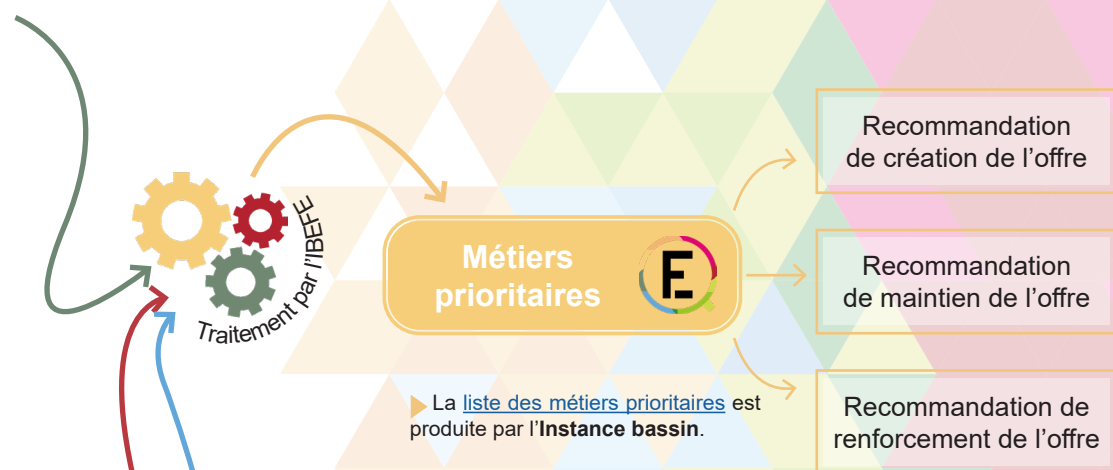 Traitement par l'IBEFE
Métiers
prioritaires
E
La liste des métiers prioritaires est
produite par l'Instance bassin.
Recommandation
de création de l'offre
Recommandation
de maintien de l'offre
Recommandation de
renforcement de l'offre